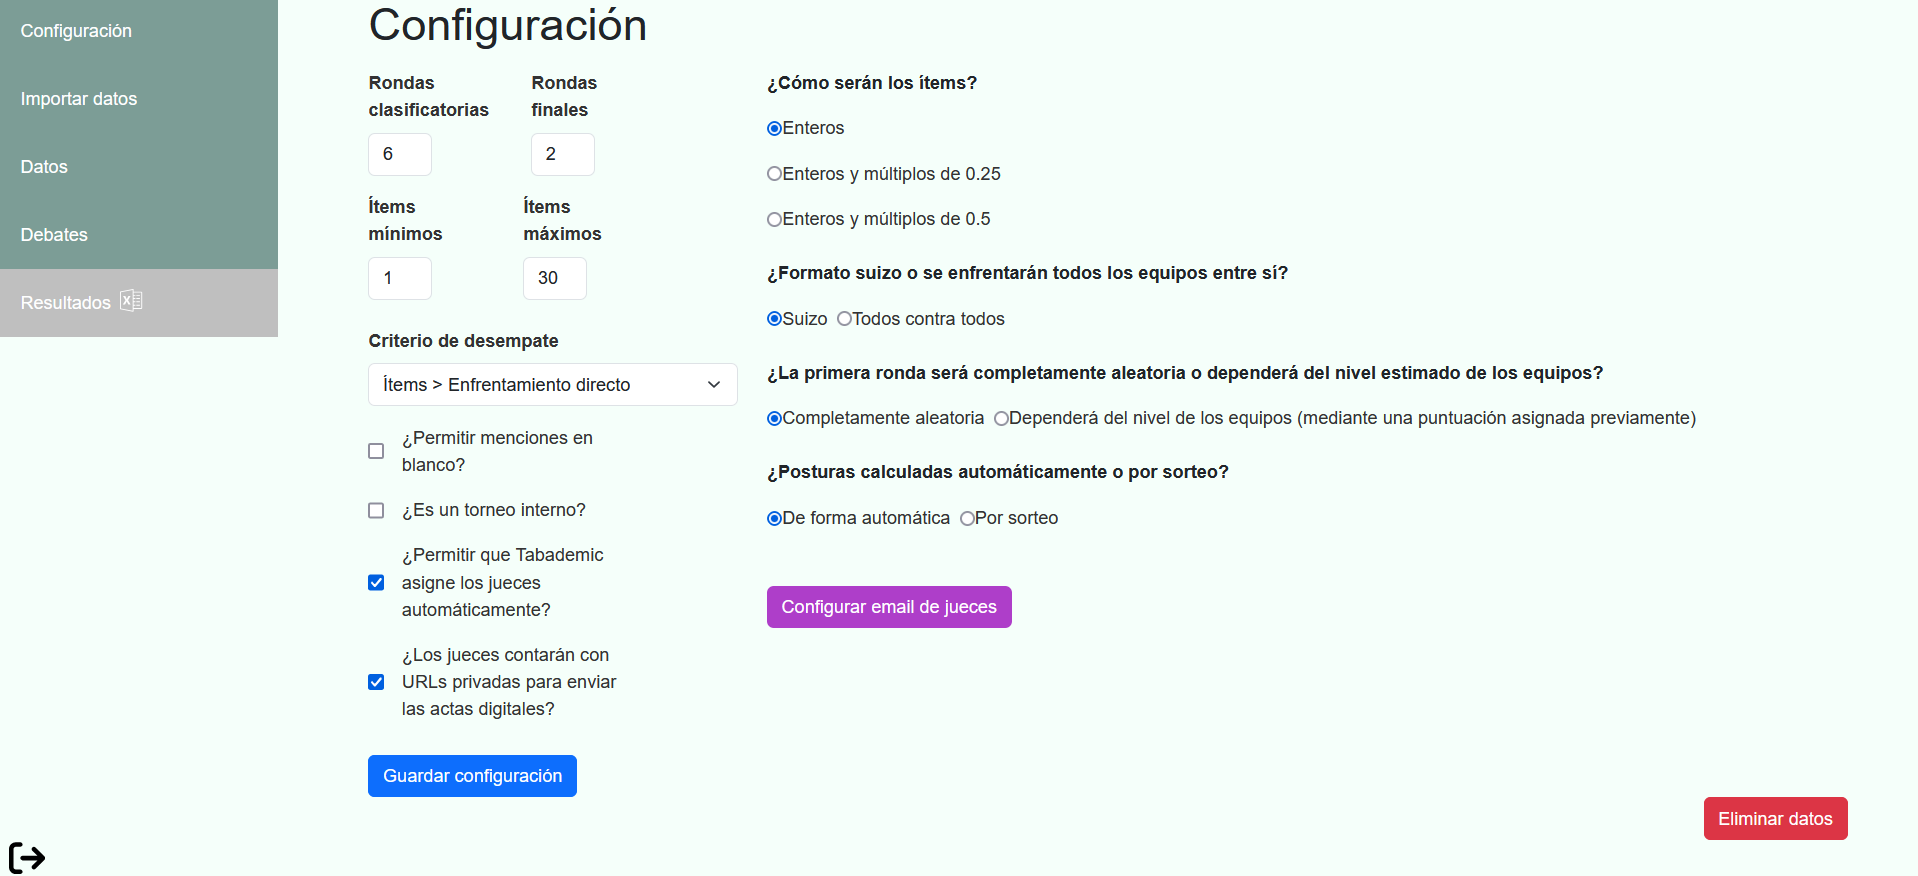 Configuración
Importar datos
Datos
Debates
Resultados
Configuración
Rondas
clasificatorias
6
Rondas
finales
2
Ítems
mínimos
1
Ítems
máximos
30
Criterio de desempate
Ítems > Enfrentamiento directo
¿Permitir menciones en
blanco?
¿Es un torneo interno?
¿Permitir que Tabademic
asigne los jueces
automáticamente?
¿Los jueces contarán con
URLs privadas para enviar
las actas digitales?
Guardar configuración
¿Cómo serán los ítems?
Enteros
Enteros y múltiplos de 0.25
Enteros y múltiplos de 0.5
¿Formato suizo o se enfrentarán todos los equipos entre sí?
Suizo Todos contra todos
¿La primera ronda será completamente aleatoria o dependerá del nivel estimado de los equipos?
Completamente aleatoria Dependerá del nivel de los equipos (mediante una puntuación asignada previamente)
¿Posturas calculadas automáticamente o por sorteo?
De forma automática Por sorteo
Configurar email de jueces
Eliminar datos